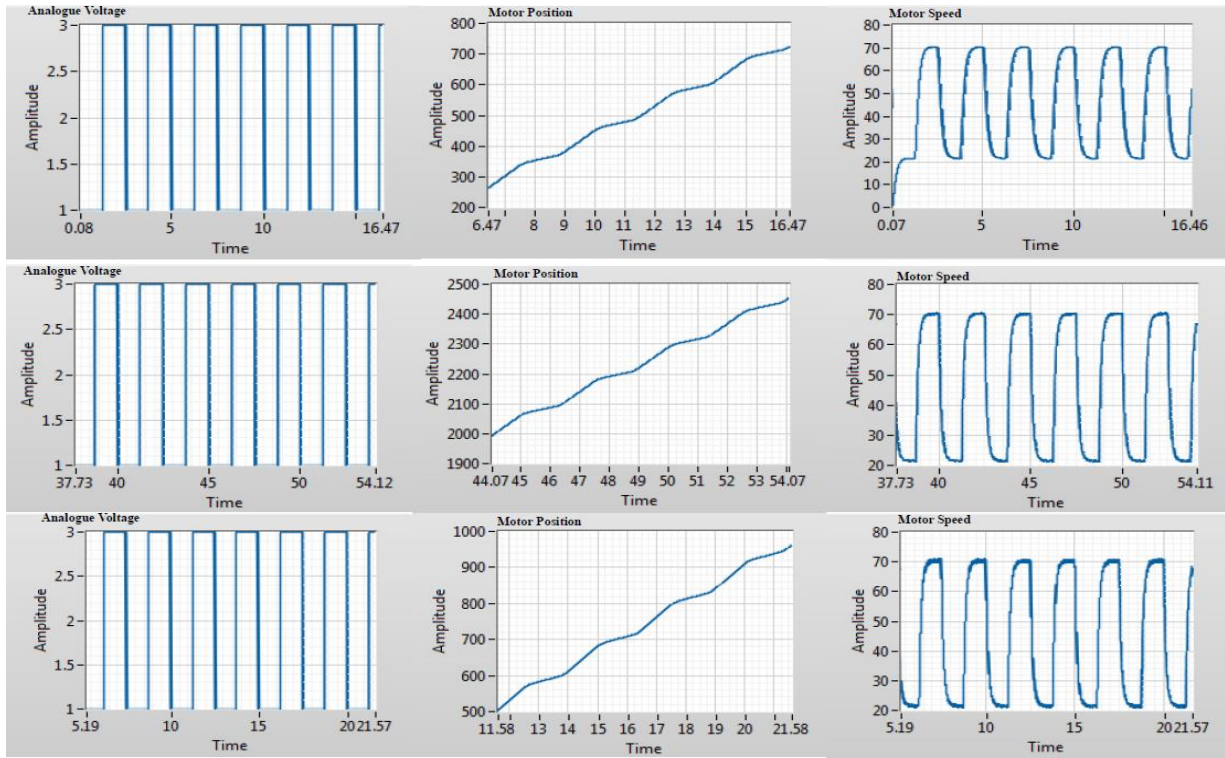 Analogue Voltage
3
2.5
2
1.5
1
Amplitude
0.08 5 10 16.47
Time
Motor Position
800
700
600
500
400
300
200
Amplitude
6.47 8 9 10 11 12 13 14 15 16.47
Time
Motor Speed
80
70
60
50
40
30
20
10
0
Amplitude
0.07 5 10 16.46
Time
Analogue Voltage
3
2.5
2
1.5
1
Amplitude
37.73 40 45 50 54.12
Time
Motor Position
2500
2400
2300
2200
2100
2000
1900
Amplitude
44.07 45 46 47 48 49 50 51 52 53 54.07
Time
Motor Speed
80
70
60
50
40
30
20
Amplitude
37.73 40 45 50 54.11
Time
Analogue Voltage
3
2.5
2
1.5
1
Amplitude
5.19 10 15 20 21.57
Time
Motor Position
1000
900
800
700
600
500
Amplitude
11.58 13 14 15 16 17 18 19 20 21.58
Time
Motor Speed
80
70
60
50
40
30
20
Amplitude
5.19 10 15 20 21.57
Time